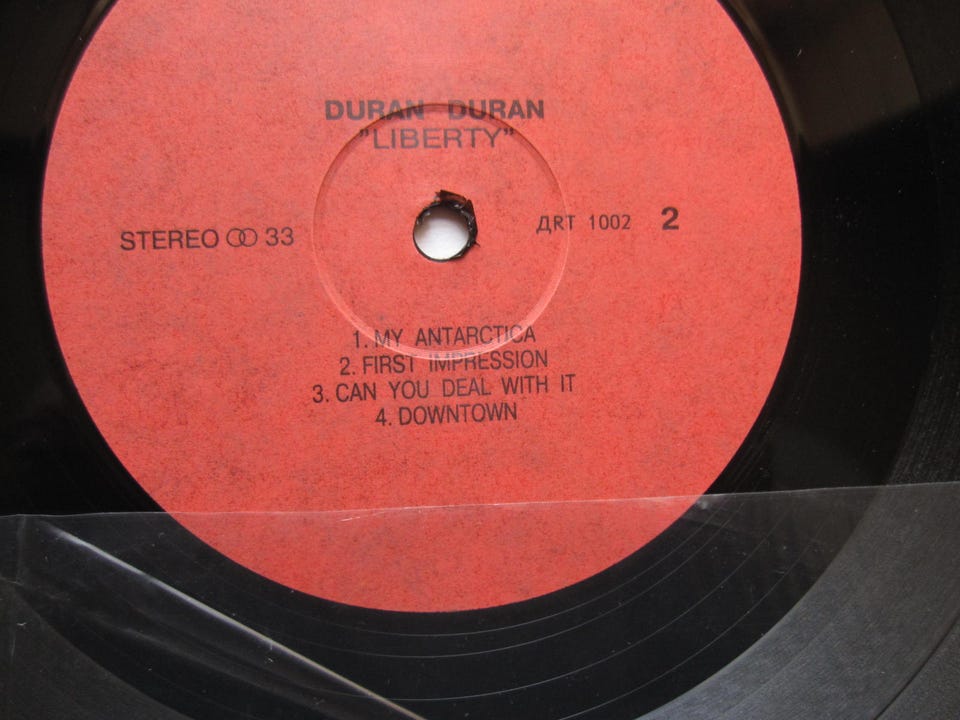 DURAN DURAN
"LIBERTY"
STEREO 33
ДRT 1002 2
1. MY ANTARCTICA
2. FIRST IMPRESSION
3. CAN YOU DEAL WITH IT
4. DOWNTOWN